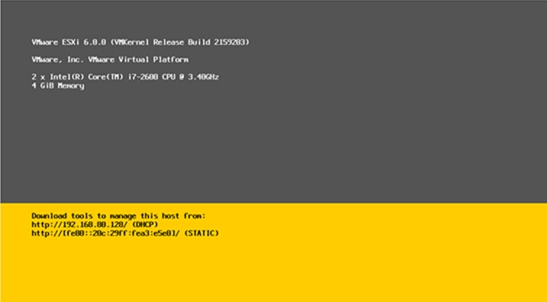 VMware ESXi 6.0.0 (VMKernel Release Build 2159203)
VMware, Inc. VMware Virtual Platform
2 x Intel(R) Core(TM) i7-2600 CPU @ 3.40GHz
4 GiB Memory
Download tools to manage this host from:
http://192.168.80.128/ (DHCP)
http://[fe80::20c:29ff:fea3:e5e0]/ (STATIC)